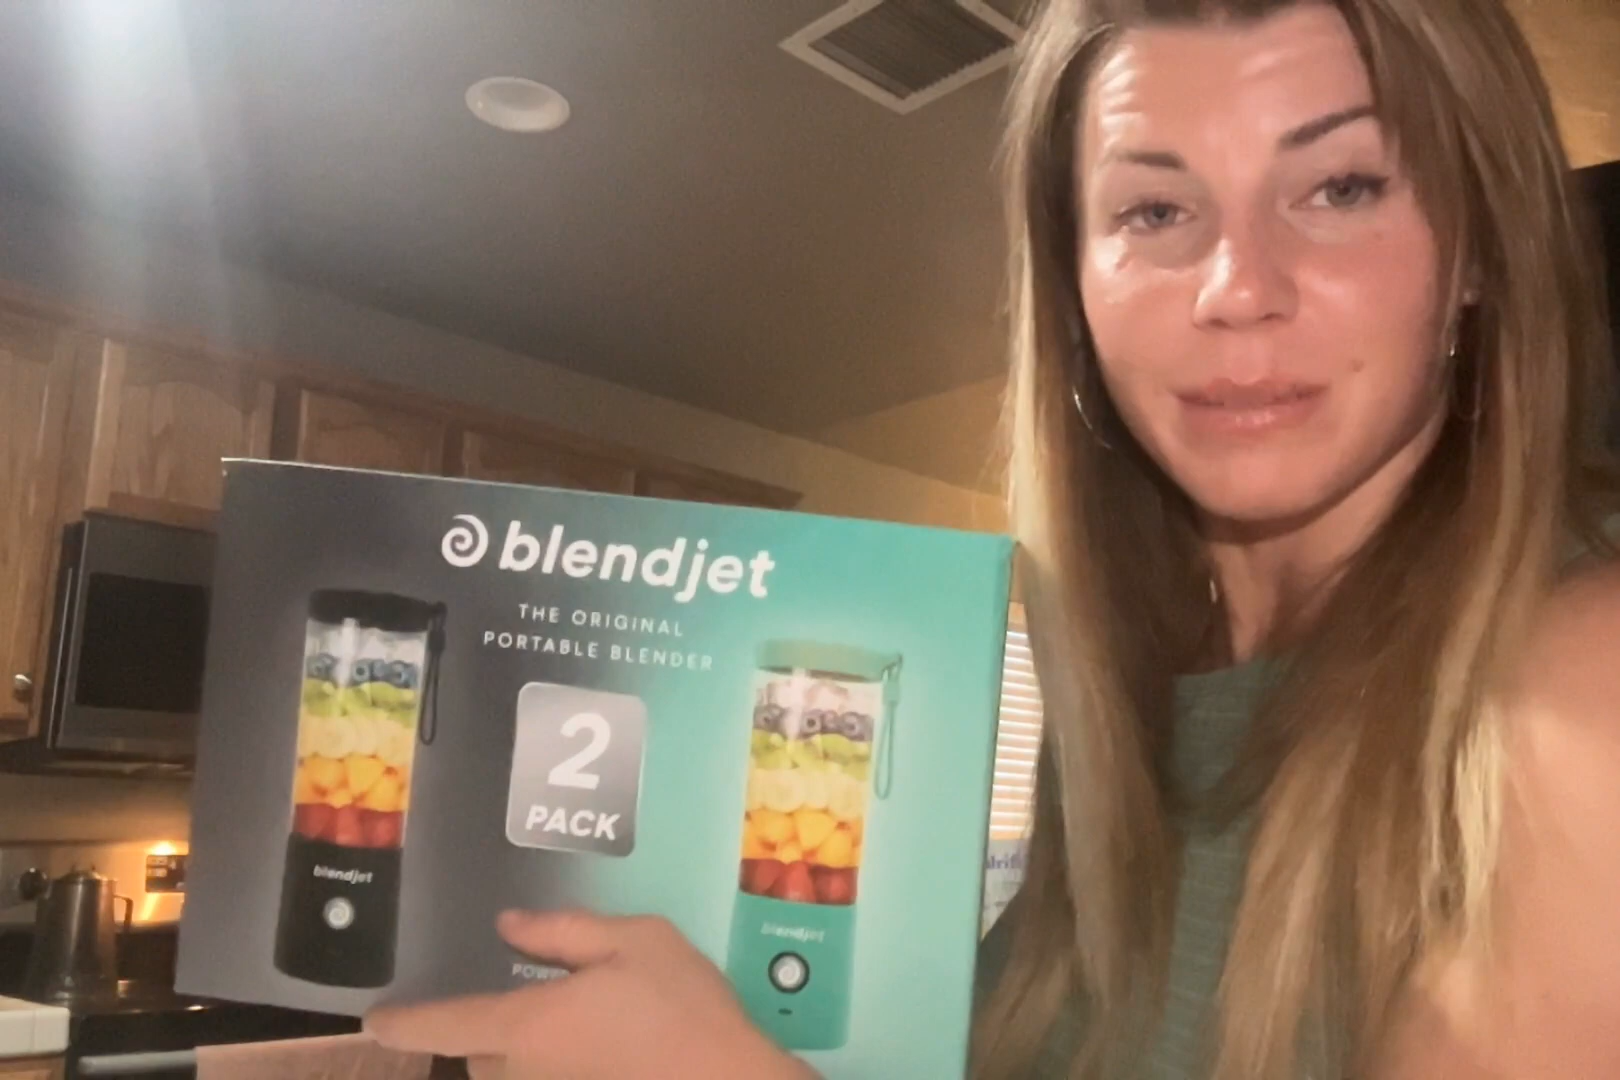 blendjet
THE ORIGINAL
PORTABLE BLENDER
2
PACK
blendjet
blendjet